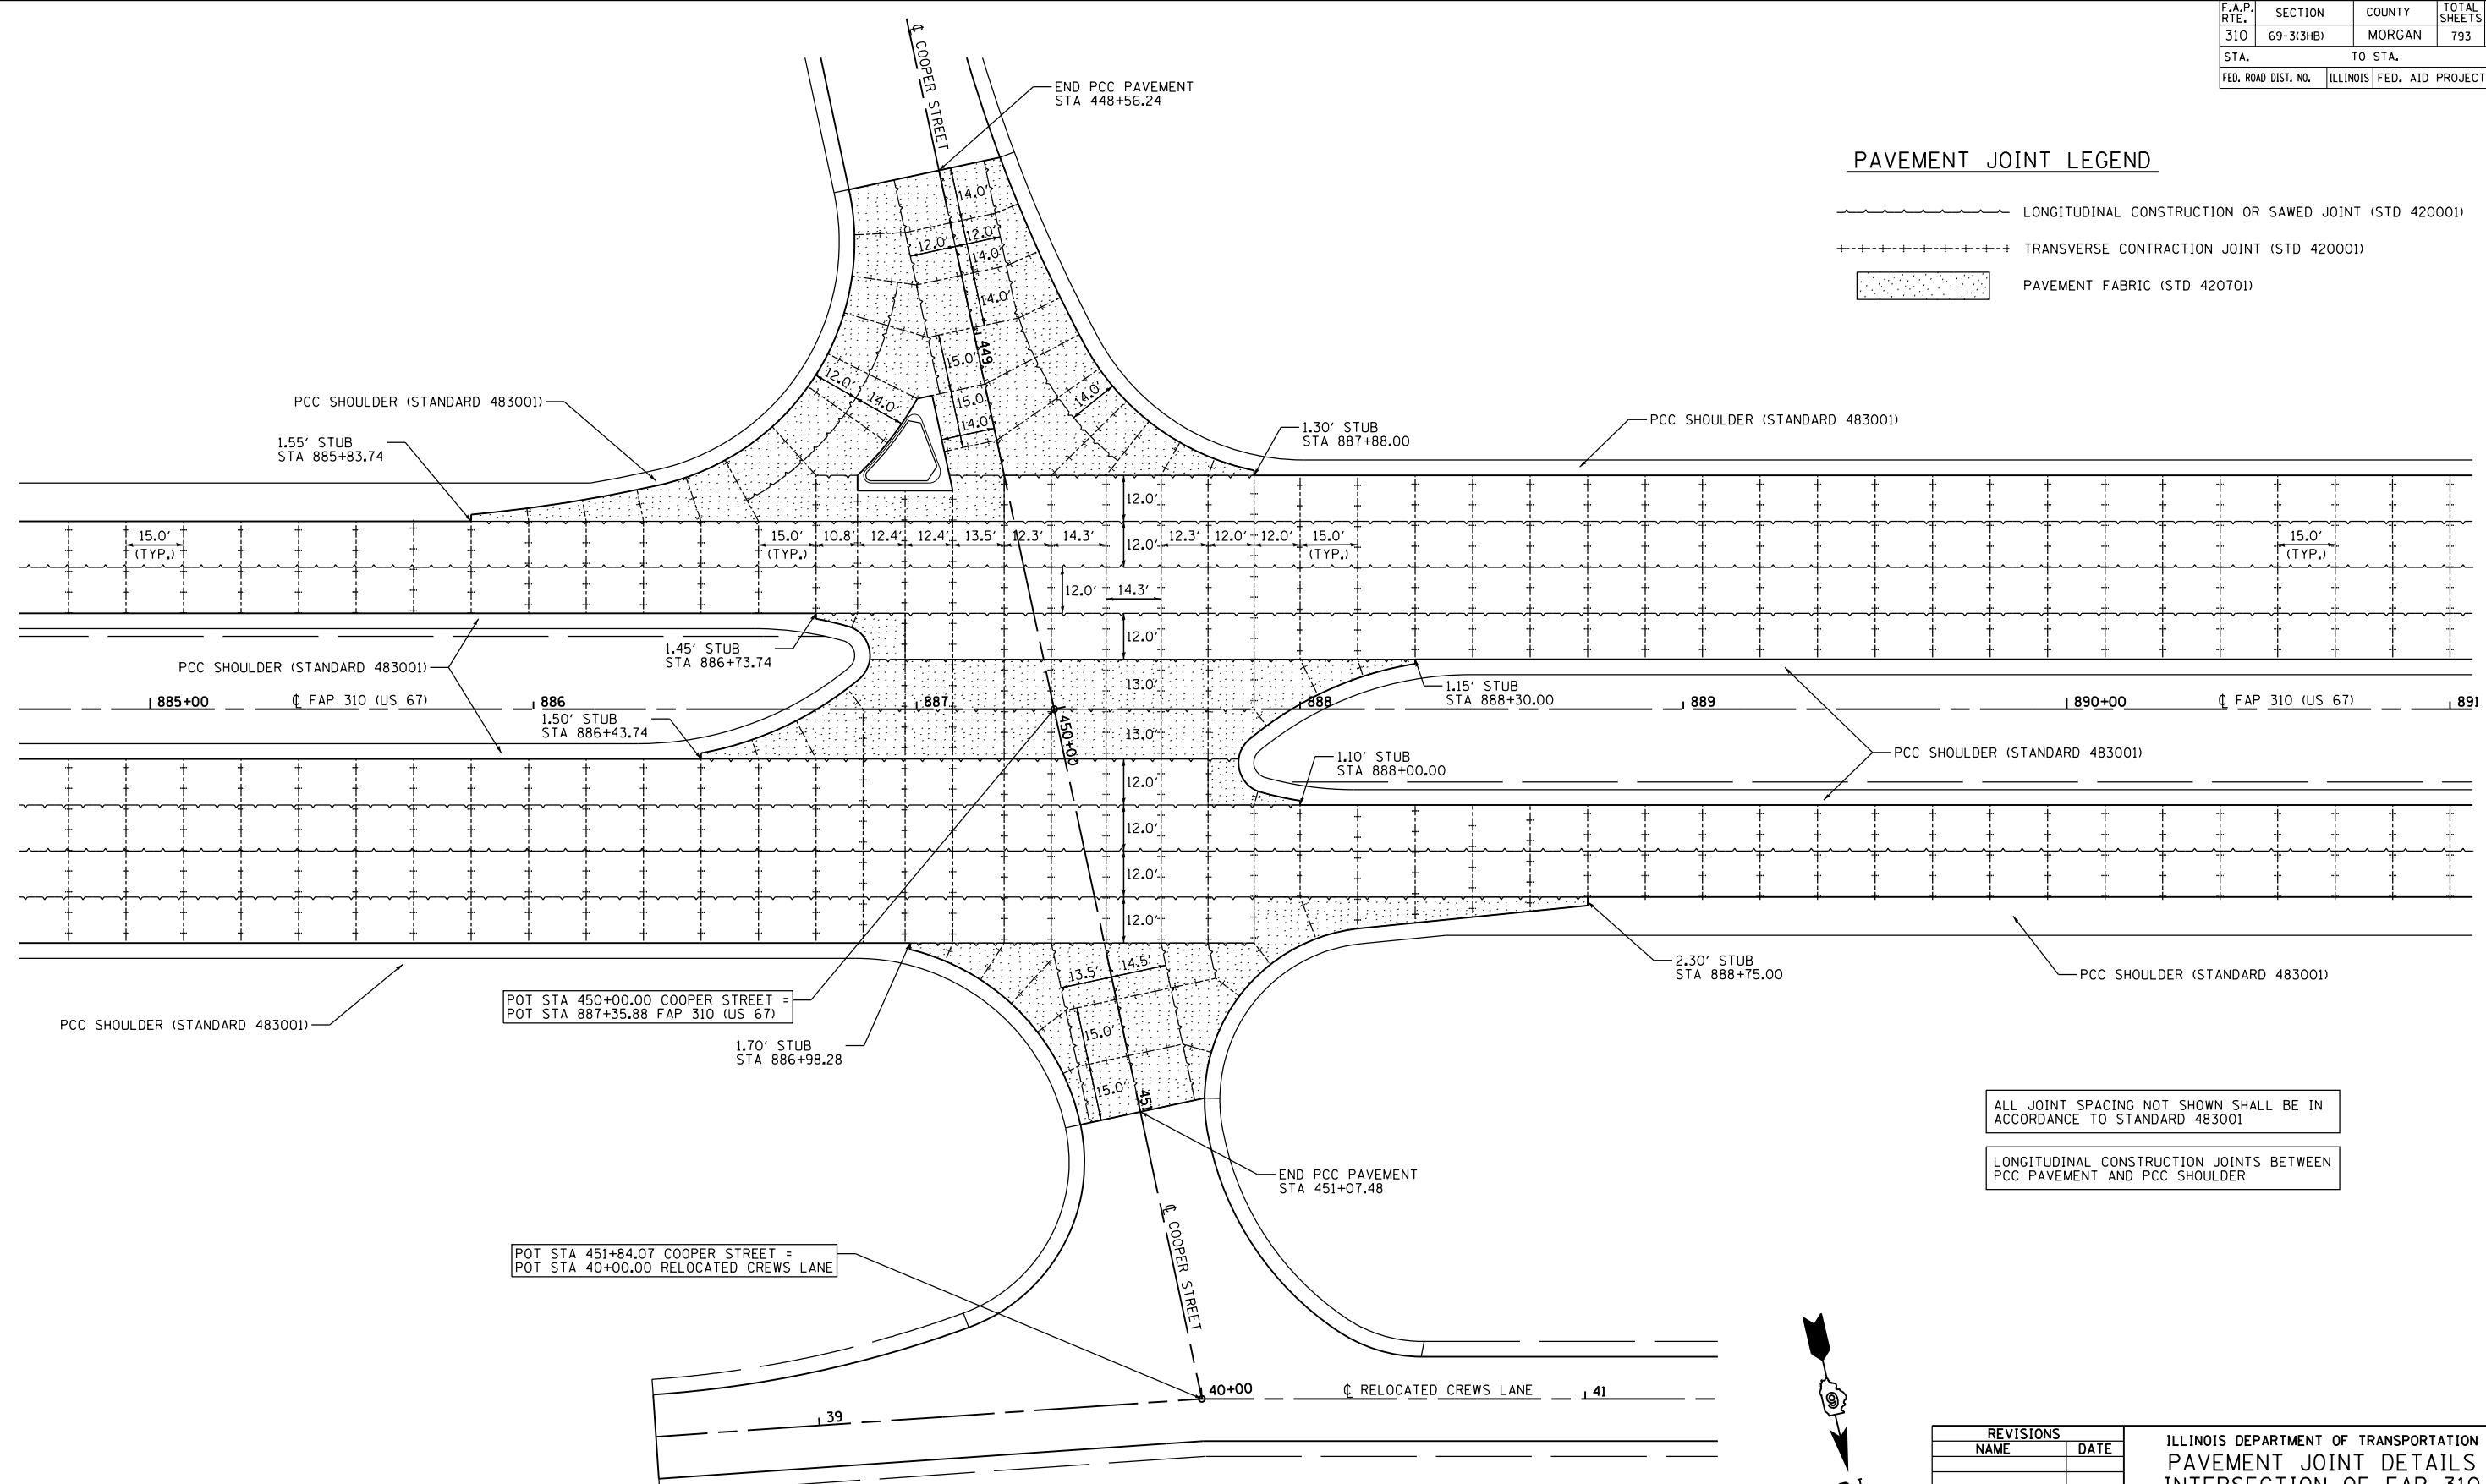 F.A.P. RTE. SECTION COUNTY TOTAL SHEETS
310 69-3(3HB) MORGAN 793
STA. TO STA.
FED. ROAD DIST. NO. ILLINOIS FED. AID PROJECT
℄ COOPER STREET
END PCC PAVEMENT
STA 448+56.24
PAVEMENT JOINT LEGEND
LONGITUDINAL CONSTRUCTION OR SAWED JOINT (STD 420001)
TRANSVERSE CONTRACTION JOINT (STD 420001)
PAVEMENT FABRIC (STD 420701)
14.0'
12.0' 12.0'
14.0'
14.0'
449
15.0'
12.0' 14.0' 15.0' 14.0'
14.0'
PCC SHOULDER (STANDARD 483001)
1.55' STUB
STA 885+83.74
1.30' STUB
STA 887+88.00
PCC SHOULDER (STANDARD 483001)
12.0'
15.0' (TYP.) 15.0' (TYP.) 10.8' 12.4' 12.4' 13.5' 12.3' 14.3' 12.0' 12.3' 12.0' 12.0' 15.0' (TYP.) 15.0' (TYP.)
12.0' 14.3'
12.0'
1.45' STUB
STA 886+73.74
PCC SHOULDER (STANDARD 483001)
13.0'
1.15' STUB
STA 888+30.00
885+00 ℄ FAP 310 (US 67) 886 887 888 889 890+00 ℄ FAP 310 (US 67) 891
1.50' STUB
STA 886+43.74
450+00
13.0'
PCC SHOULDER (STANDARD 483001)
1.10' STUB
STA 888+00.00
12.0'
12.0'
12.0'
12.0'
13.5' 14.5'
2.30' STUB
STA 888+75.00
PCC SHOULDER (STANDARD 483001)
POT STA 450+00.00 COOPER STREET =
POT STA 887+35.88 FAP 310 (US 67)
PCC SHOULDER (STANDARD 483001)
15.0'
1.70' STUB
STA 886+98.28
15.0'
451
ALL JOINT SPACING NOT SHOWN SHALL BE IN
ACCORDANCE TO STANDARD 483001
LONGITUDINAL CONSTRUCTION JOINTS BETWEEN
PCC PAVEMENT AND PCC SHOULDER
END PCC PAVEMENT
STA 451+07.48
℄ COOPER STREET
POT STA 451+84.07 COOPER STREET =
POT STA 40+00.00 RELOCATED CREWS LANE
39 40+00 ℄ RELOCATED CREWS LANE 41
REVISIONS
NAME DATE
ILLINOIS DEPARTMENT OF TRANSPORTATION
PAVEMENT JOINT DETAILS
INTERSECTION OF FAP 310